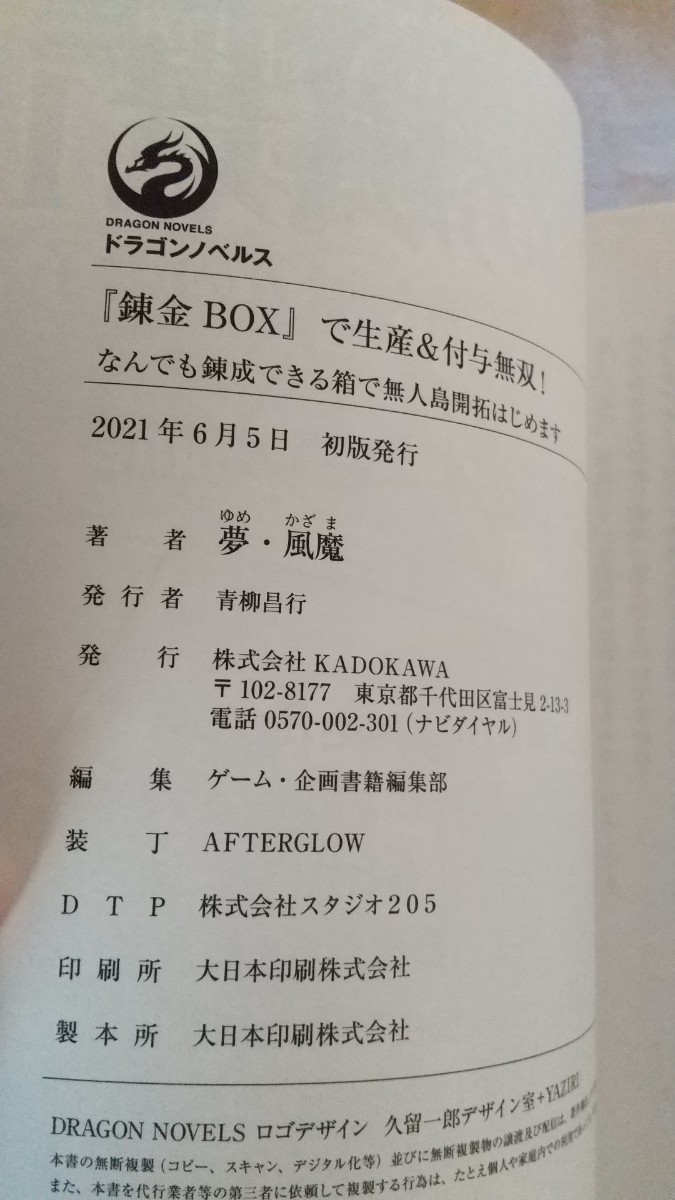 DRAGON NOVELS
ドラゴンノベルス
『錬金 BOX』で生産&付与無双!
なんでも錬成できる箱で無人島開拓はじめます
2021年6月5日 初版発行
ゆめ かざま
著者 夢・風魔
発行者 青柳昌行
発行 株式会社 KADOKAWA
〒102-8177 東京都千代田区富士見 2-13-3
電話 0570-002-301 (ナビダイヤル)
編集 ゲーム・企画書籍編集部
装丁 AFTERGLOW
DTP 株式会社スタジオ205
印刷所 大日本印刷株式会社
製本所 大日本印刷株式会社
DRAGON NOVELS ロゴデザイン 久留一郎デザイン室+YAZIRI
本書の無断複製(コピー、スキャン、デジタル化等)並びに無断複製物の譲渡及び配信は、
また、本書を代行業者等の第三者に依頼して複製する行為は、たとえ個人や家庭内での利用で